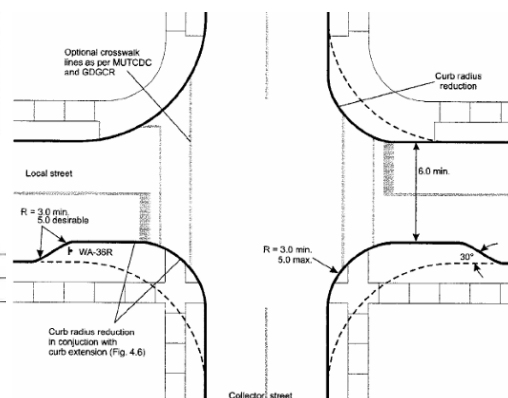 Optional crosswalk
lines as per MUTCDC
and GDGCR
Curb radius
reduction
Local street
6.0 min.
R = 3.0 min.
5.0 desirable
WA-36R
R = 3.0 min.
5.0 max.
30°
Curb radius reduction
in conjuction with
curb extension (Fig. 4.6)
Collector street